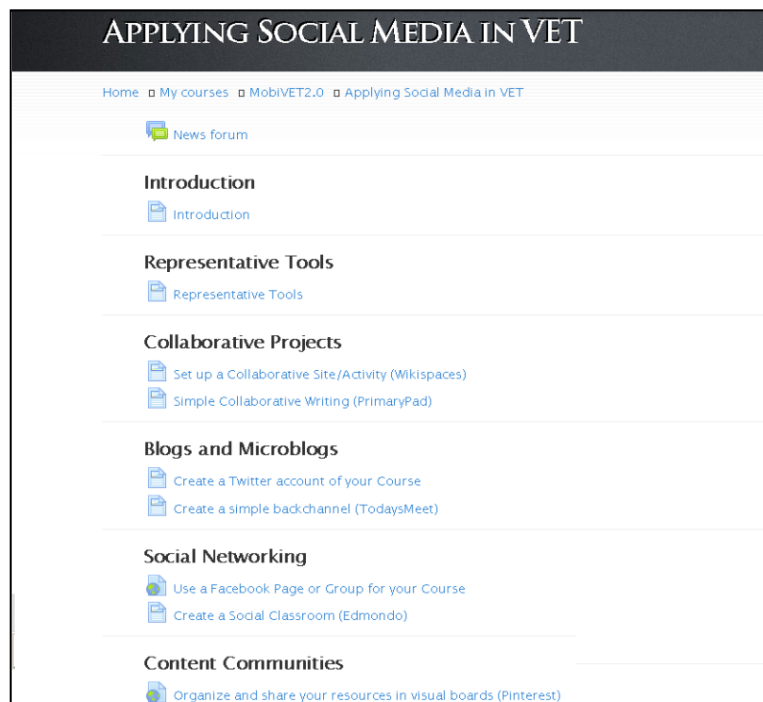 APPLYING SOCIAL MEDIA IN VET
Home My courses MobiVET2.0 Applying Social Media in VET
News forum
Introduction
Introduction
Representative Tools
Representative Tools
Collaborative Projects
Set up a Collaborative Site/Activity (Wikispaces)
Simple Collaborative Writing (PrimaryPad)
Blogs and Microblogs
Create a Twitter account of your Course
Create a simple backchannel (TodaysMeet)
Social Networking
Use a Facebook Page or Group for your Course
Create a Social Classroom (Edmondo)
Content Communities
Organize and share your resources in visual boards (Pinterest)